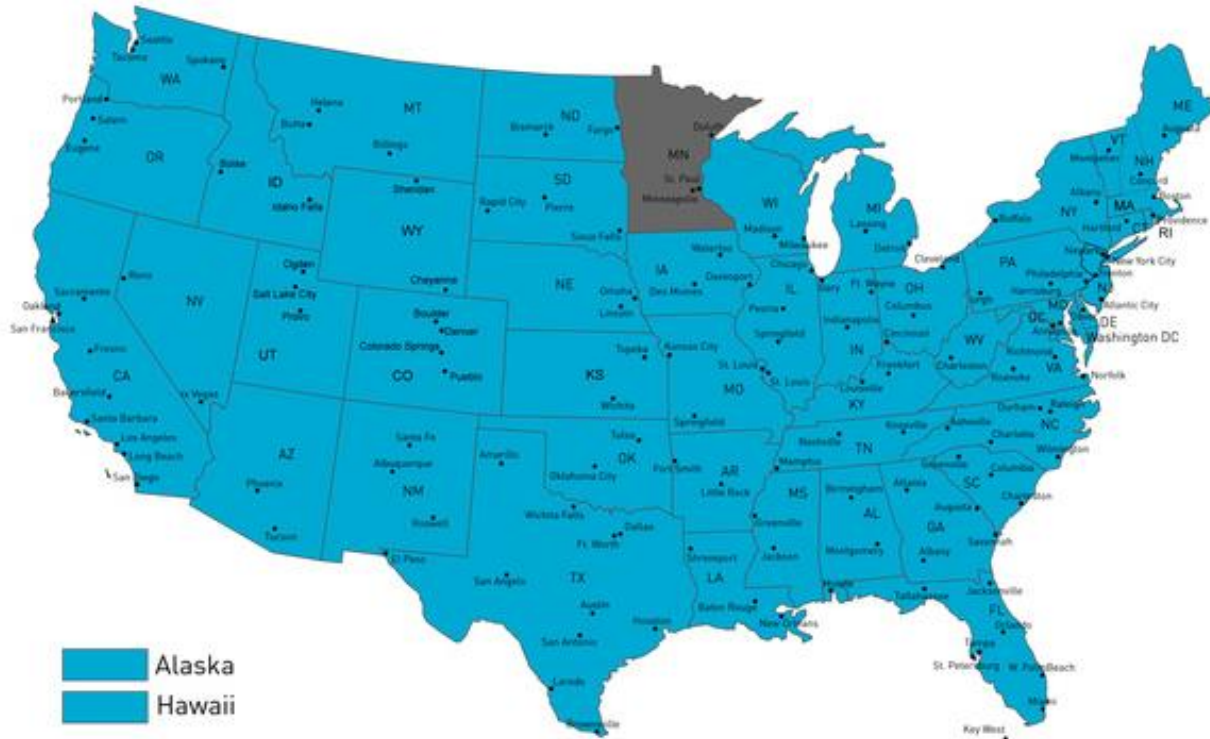 Seattle
Tacoma
Spokane
WA
Portland
Salem
Eugene
OR
Boise
ID
Idaho Falls
Helena
MT
Butte
Billings
Sheridan
WY
Cheyenne
ND
Bismarck
Fargo
SD
Rapid City
Pierre
Sioux Falls
Duluth
MN
St. Paul
Minneapolis
WI
Madison
Milwaukee
MI
Lansing
Detroit
ME
Augusta
VT
Montpelier
NH
Concord
Boston
MA
Albany
NY
Buffalo
Hartford
CT
Providence
RI
New York City
PA
Philadelphia
Harrisburg
Atlantic City
MD
DE
DE
Washington DC
Reno
NV
Sacramento
Oakland
San Francisco
Fresno
CA
Bakersfield
Santa Barbara
Los Angeles
Long Beach
San Diego
Ogden
Salt Lake City
Provo
UT
Boulder
Denver
Colorado Springs
Pueblo
CO
NE
Omaha
Lincoln
KS
Topeka
Wichita
Kansas City
IA
Waterloo
Davenport
Des Moines
Chicago
IL
Peoria
Springfield
Gary
Ft. Wayne
Indianapolis
IN
OH
Cleveland
Columbus
Cincinnati
St. Louis
St. Louis
MO
Springfield
Frankfort
Louisville
KY
WV
Charleston
Richmond
VA
Roanoke
Norfolk
AZ
Phoenix
Tucson
Santa Fe
Albuquerque
NM
Roswell
Amarillo
Tulsa
OK
Oklahoma City
Fort Smith
AR
Little Rock
Nashville
Knoxville
TN
Memphis
Asheville
Durham
Raleigh
NC
Charlotte
Wilmington
Greenville
SC
Columbia
Charleston
MS
Greenville
Jackson
Birmingham
AL
Montgomery
Mobile
Atlanta
Augusta
GA
Savannah
Albany
Wichita Falls
Dallas
Ft. Worth
El Paso
San Angelo
TX
Austin
San Antonio
Houston
Laredo
Brownsville
Shreveport
LA
Baton Rouge
New Orleans
Tallahassee
Jacksonville
FL
Orlando
Tampa
St. Petersburg
W. Palm Beach
Miami
Key West
Alaska
Hawaii